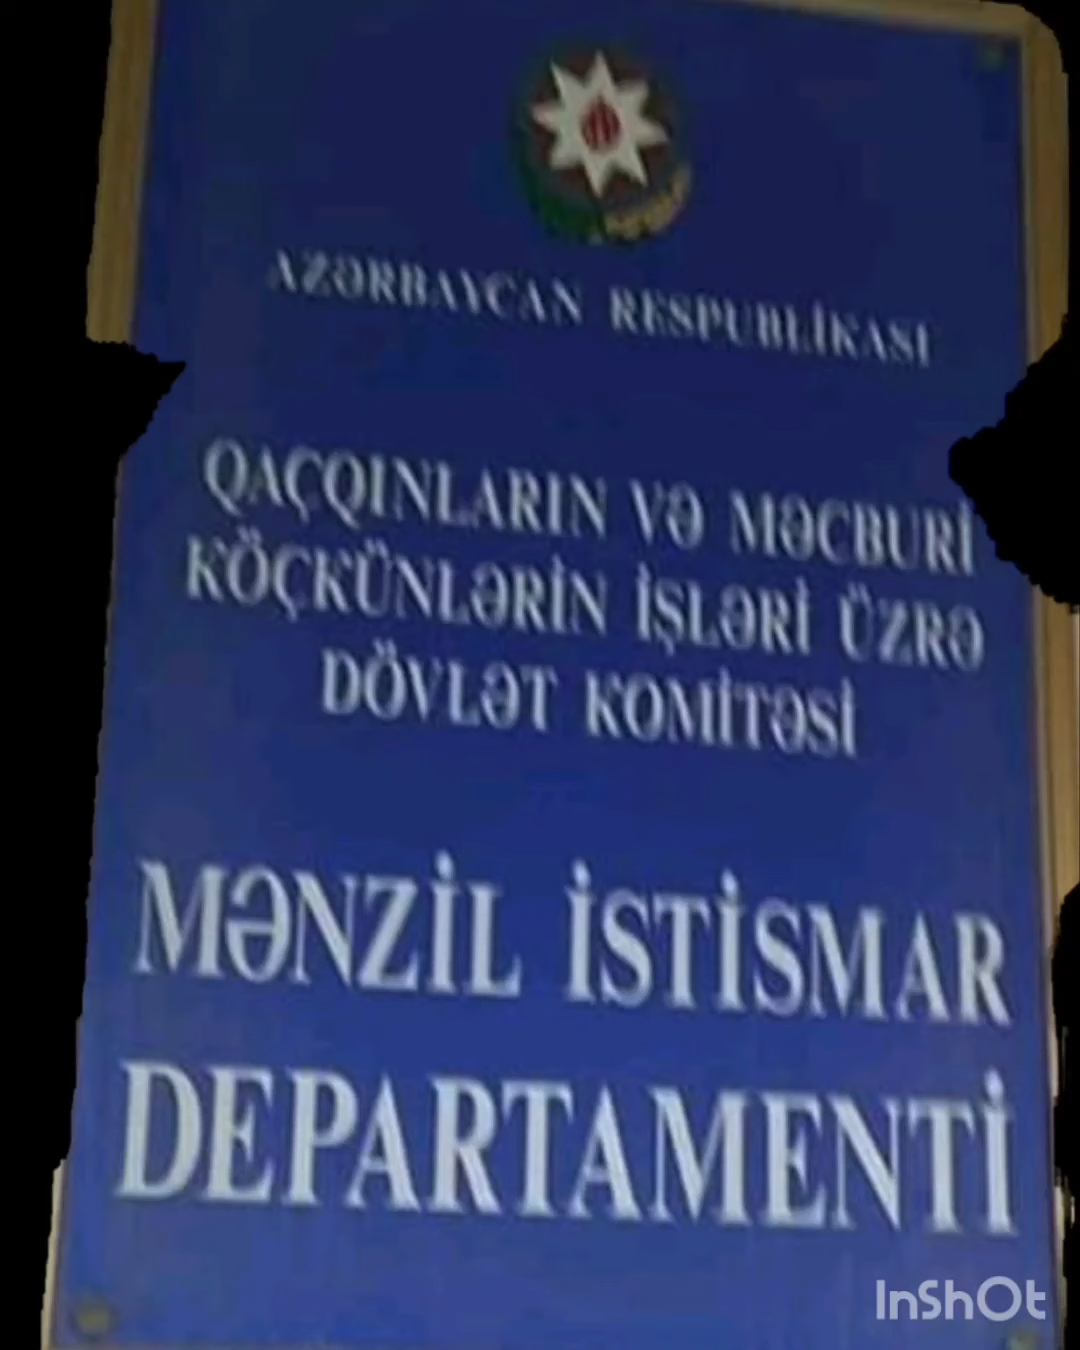 AZƏRBAYCAN RESPUBLİKASI
QAÇQINLARIN VƏ MƏCBURİ
KÖÇKÜNLƏRİN İŞLƏRİ ÜZRƏ
DÖVLƏT KOMİTƏSİ
MƏNZİL İSTİSMAR
DEPARTAMENTİ
InShOt